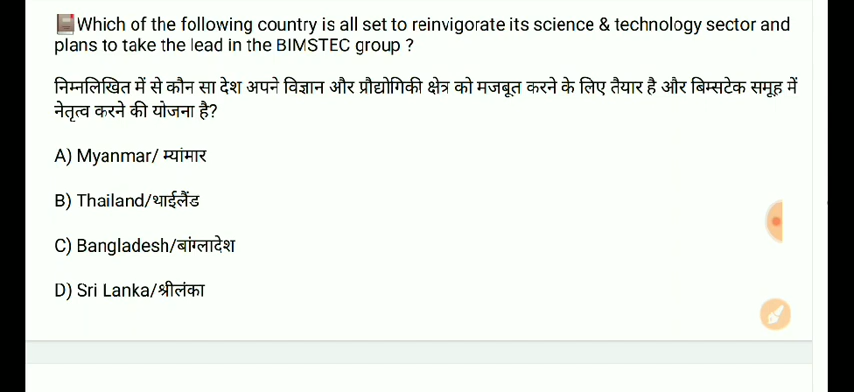 Which of the following country is all set to reinvigorate its science & technology sector and
plans to take the lead in the BIMSTEC group ?
निम्नलिखित में से कौन सा देश अपने विज्ञान और प्रौद्योगिकी क्षेत्र को मजबूत करने के लिए तैयार है और बिम्सटेक समूह में
नेतृत्व करने की योजना है?
A) Myanmar/ म्यांमार
B) Thailand/थाईलैंड
C) Bangladesh/बांग्लादेश
D) Sri Lanka/श्रीलंका